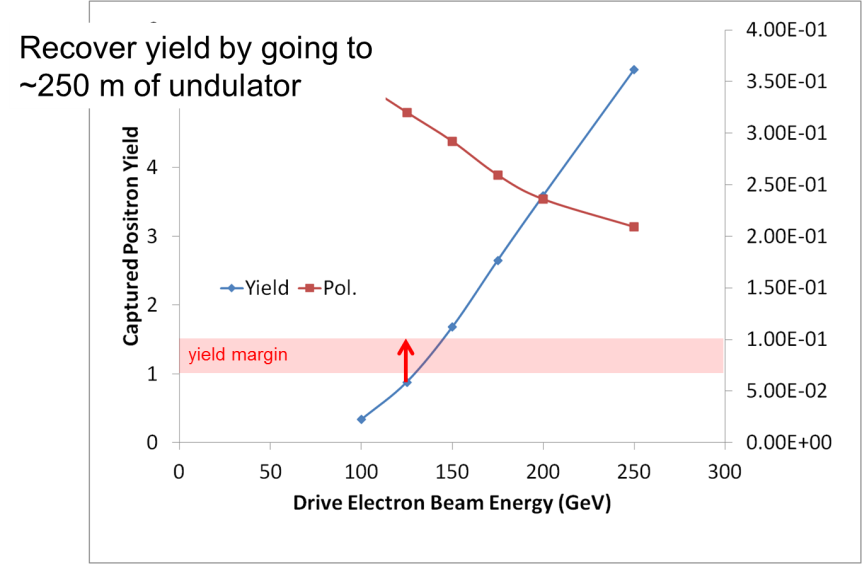 Recover yield by going to
~250 m of undulator
4.00E-01
3.50E-01
3.00E-01
2.50E-01
2.00E-01
1.50E-01
1.00E-01
5.00E-02
0.00E+00
Captured Positron Yield
4
3
2
1
0
Yield Pol.
yield margin
0 50 100 150 200 250 300
Drive Electron Beam Energy (GeV)